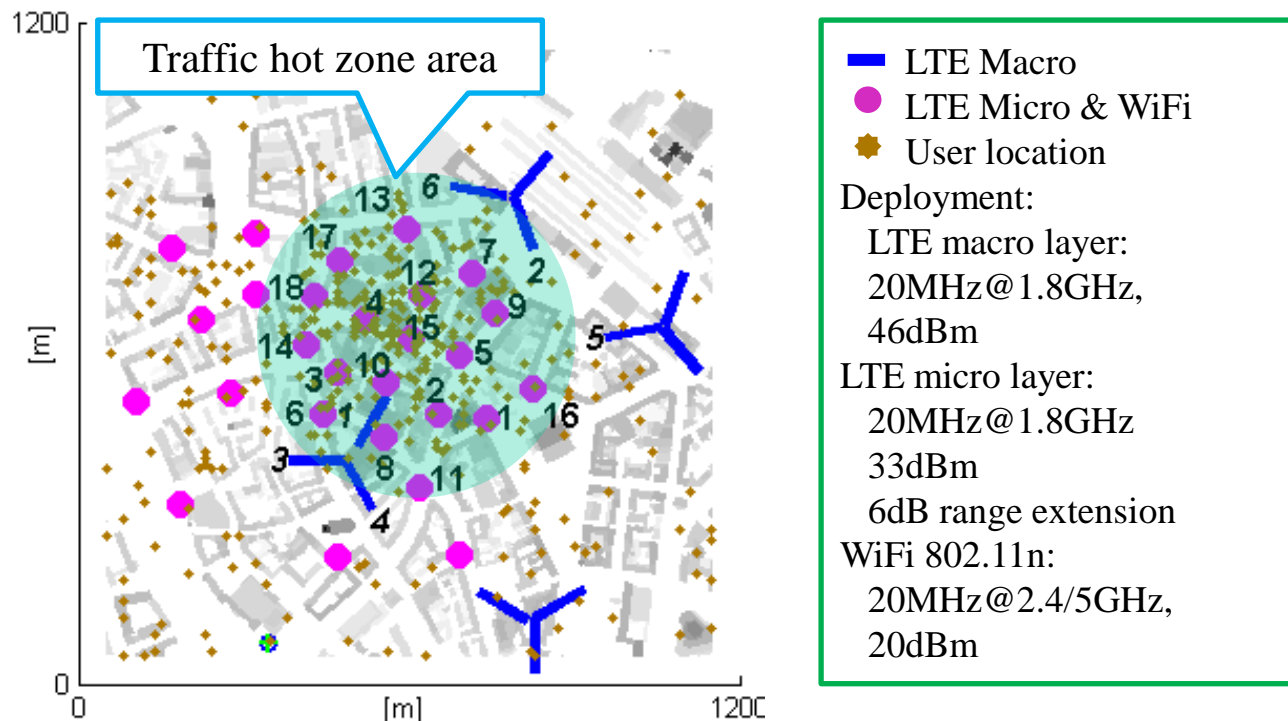 1200
Traffic hot zone area
13
6
17
7
2
12
18
4
9
15
5
14
5
10
3
2
6
1
1
16
8
3
11
4
[m]
0
0
[m]
1200
LTE Macro
LTE Micro & WiFi
User location
Deployment:
LTE macro layer:
20MHz@1.8GHz,
46dBm
LTE micro layer:
20MHz@1.8GHz
33dBm
6dB range extension
WiFi 802.11n:
20MHz@2.4/5GHz,
20dBm